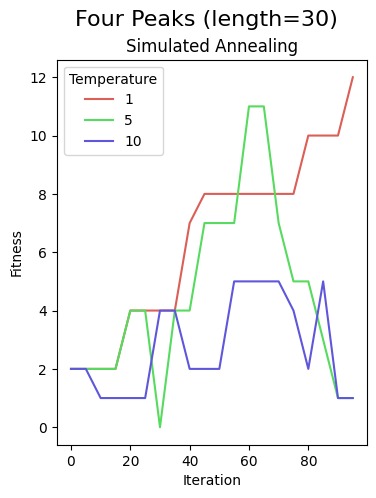 Four Peaks (length=30)
Simulated Annealing
Temperature
1
5
10
12
10
8
6
4
2
0
Fitness
0 20 40 60 80
Iteration